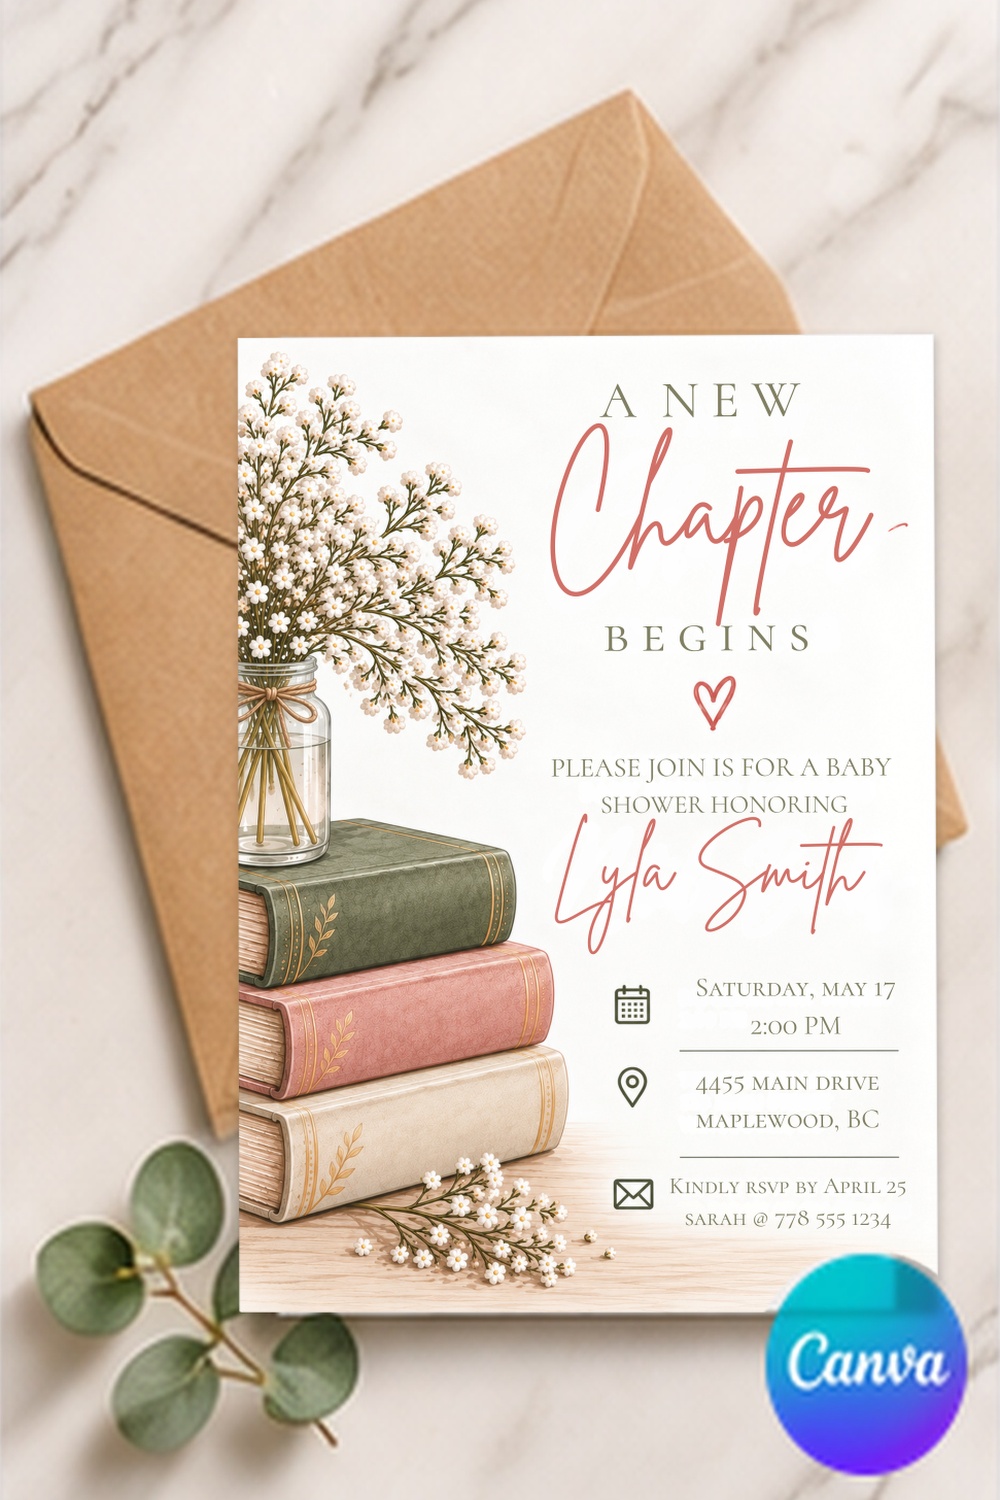 A NEW
Chapter
BEGINS
PLEASE JOIN IS FOR A BABY
SHOWER HONORING
Lyla Smith
SATURDAY, MAY 17
2:00 PM
4455 MAIN DRIVE
MAPLEWOOD, BC
KINDLY RSVP BY APRIL 25
SARAH @ 778 555 1234
Canva